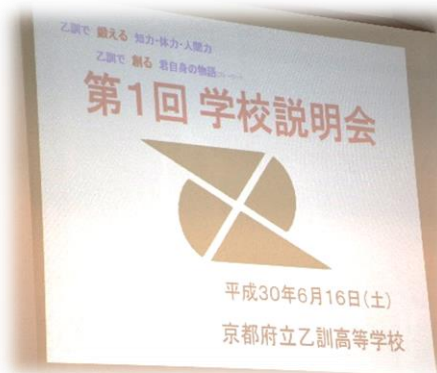 乙訓で 鍛える 知力・体力・人間力
乙訓で 創る 君自身の物語
第1回 学校説明会
平成30年6月16日(土)
京都府立乙訓高等学校